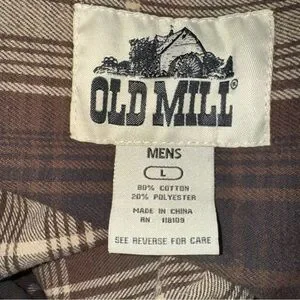 OLD MILL®
MENS
L
80% COTTON
20% POLYESTER
MADE IN CHINA
RN 118109
SEE REVERSE FOR CARE